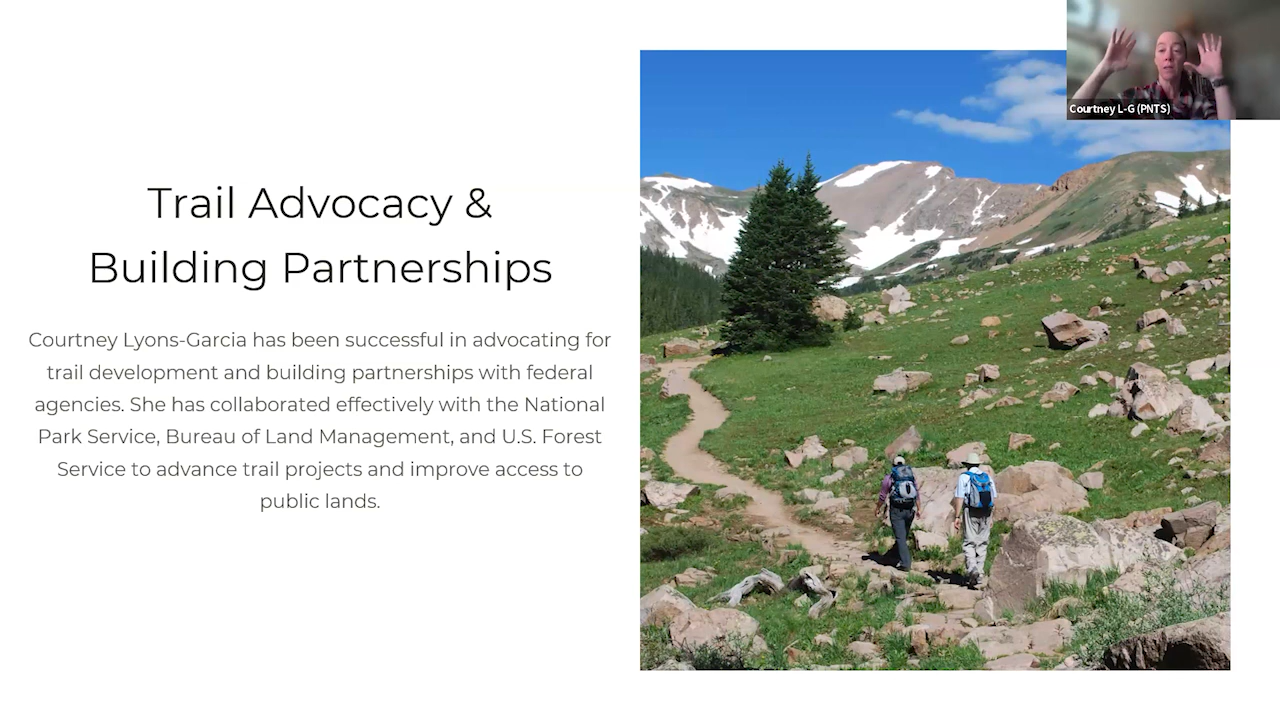 Courtney L-G (PNTS)
Trail Advocacy &
Building Partnerships
Courtney Lyons-Garcia has been successful in advocating for
trail development and building partnerships with federal
agencies. She has collaborated effectively with the National
Park Service, Bureau of Land Management, and U.S. Forest
Service to advance trail projects and improve access to
public lands.